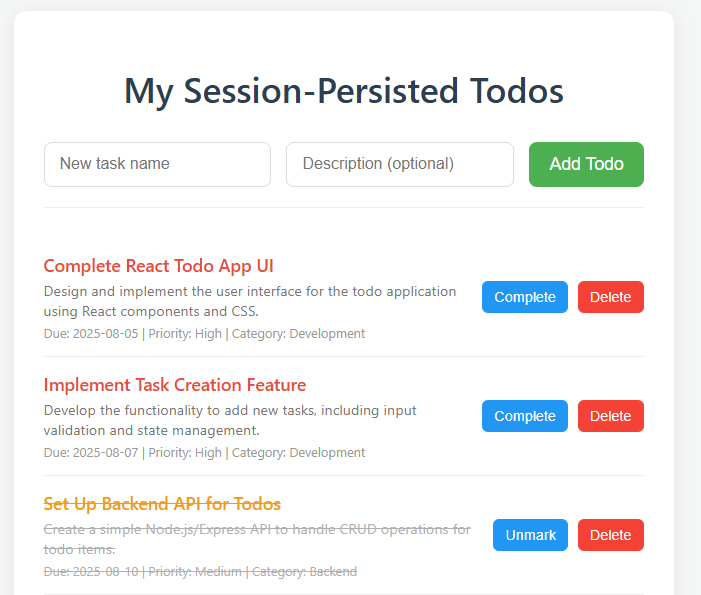 My Session-Persisted Todos
New task name
Description (optional)
Add Todo
Complete React Todo App UI
Design and implement the user interface for the todo application
using React components and CSS.
Due: 2025-08-05 | Priority: High | Category: Development
Complete
Delete
Implement Task Creation Feature
Develop the functionality to add new tasks, including input
validation and state management.
Due: 2025-08-07 | Priority: High | Category: Development
Complete
Delete
Set Up Backend API for Todos
Create a simple Node.js/Express API to handle CRUD operations for
todo items.
Due: 2025-08-10 | Priority: Medium | Category: Backend
Unmark
Delete